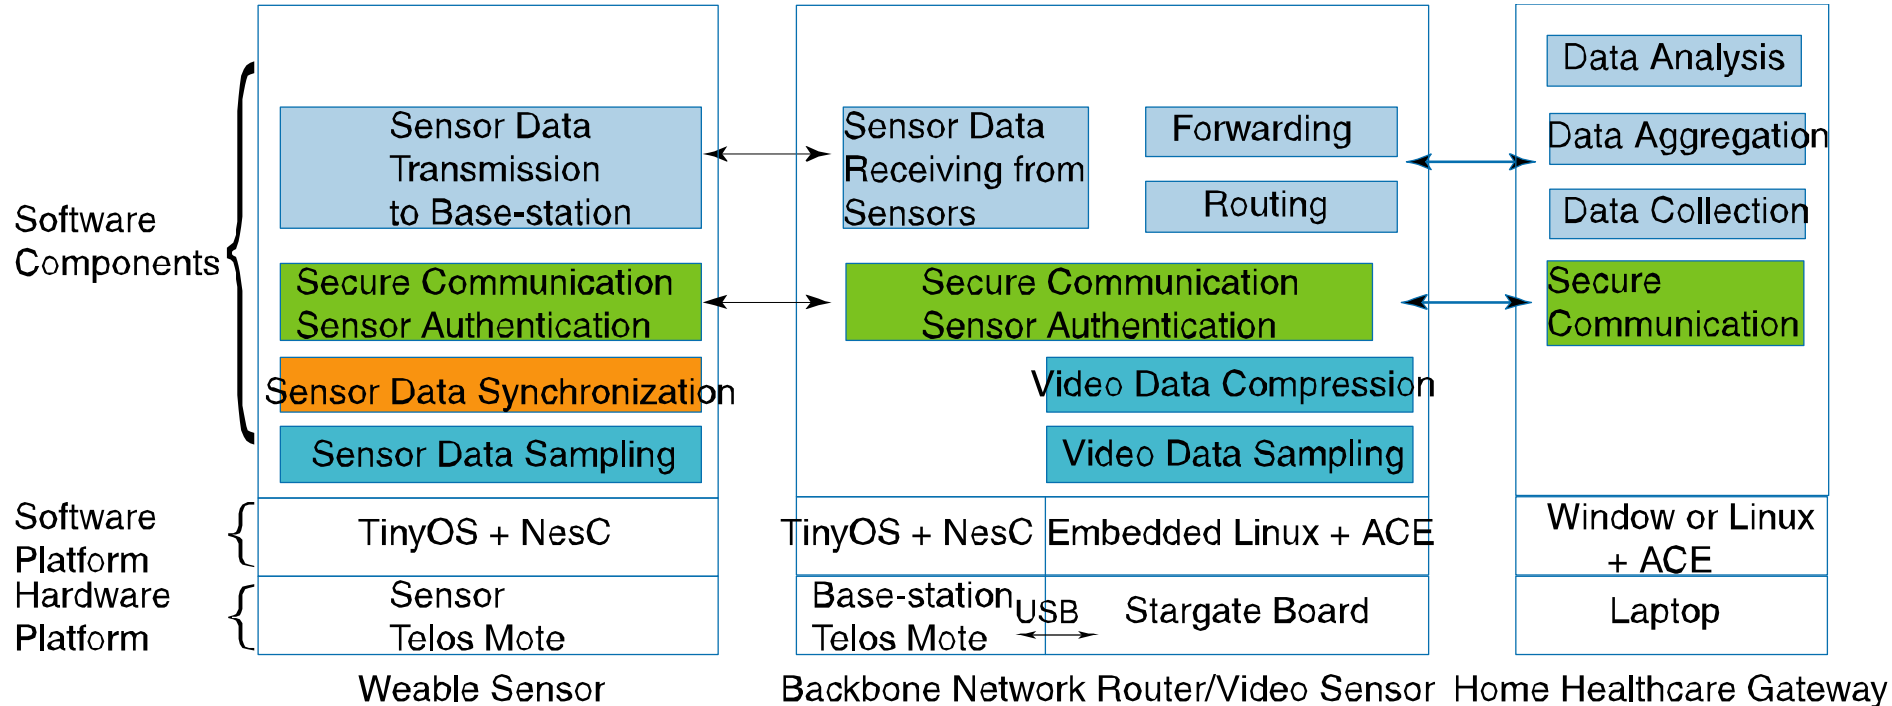 Software
Components
Sensor Data
Transmission
to Base-station
Secure Communication
Sensor Authentication
Sensor Data Synchronization
Sensor Data Sampling
Sensor Data
Receiving from
Sensors
Forwarding
Routing
Secure Communication
Sensor Authentication
Video Data Compression
Video Data Sampling
Data Analysis
Data Aggregation
Data Collection
Secure
Communication
Software
Platform
TinyOS + NesC
TinyOS + NesC
Embedded Linux + ACE
Window or Linux
+ ACE
Hardware
Platform
Sensor
Telos Mote
Base-station
Telos Mote
USB
Stargate Board
Laptop
Weable Sensor
Backbone Network Router/Video Sensor
Home Healthcare Gateway